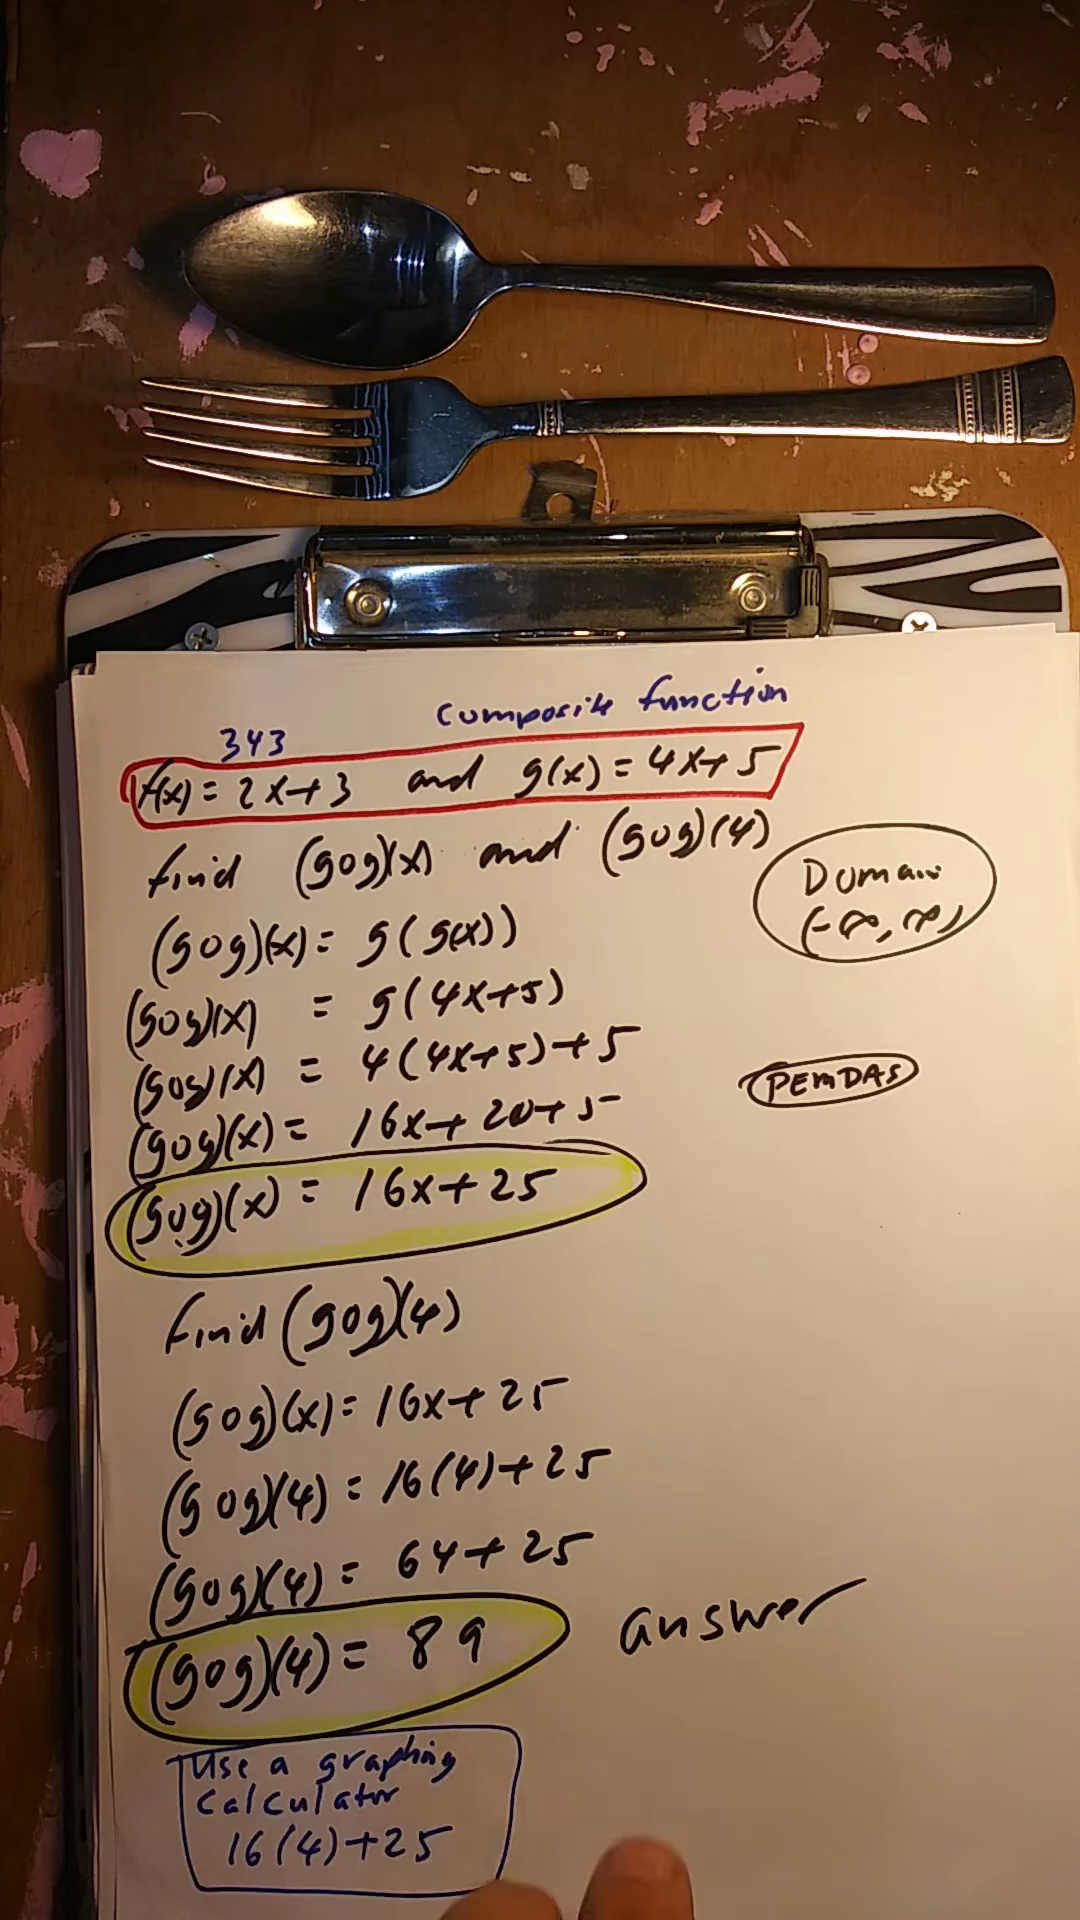 composite function
343
f(x) = 2x+3 and g(x) = 4x+5
find (gog)(x) and (gog)(4)
Domain
(-∞, ∞)
(gog)(x) = g(g(x))
(gog)(x) = g(4x+5)
(gog)(x) = 4(4x+5)+5
PEMDAS
(gog)(x) = 16x+20+5
(gog)(x) = 16x+25
find (gog)(4)
(gog)(x) = 16x+25
(gog)(4) = 16(4)+25
(gog)(4) = 64+25
(gog)(4) = 89 answer
Use a graphing
calculator
16(4)+25